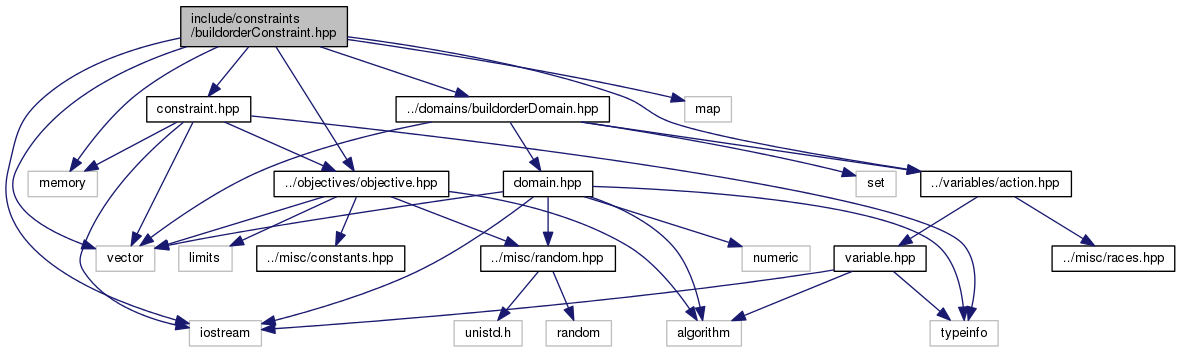 include/constraints
/buildorderConstraint.hpp
constraint.hpp
../domains/buildorderDomain.hpp
map
memory
../objectives/objective.hpp
domain.hpp
set
../variables/action.hpp
vector
limits
../misc/constants.hpp
../misc/random.hpp
numeric
variable.hpp
../misc/races.hpp
iostream
unistd.h
random
algorithm
typeinfo